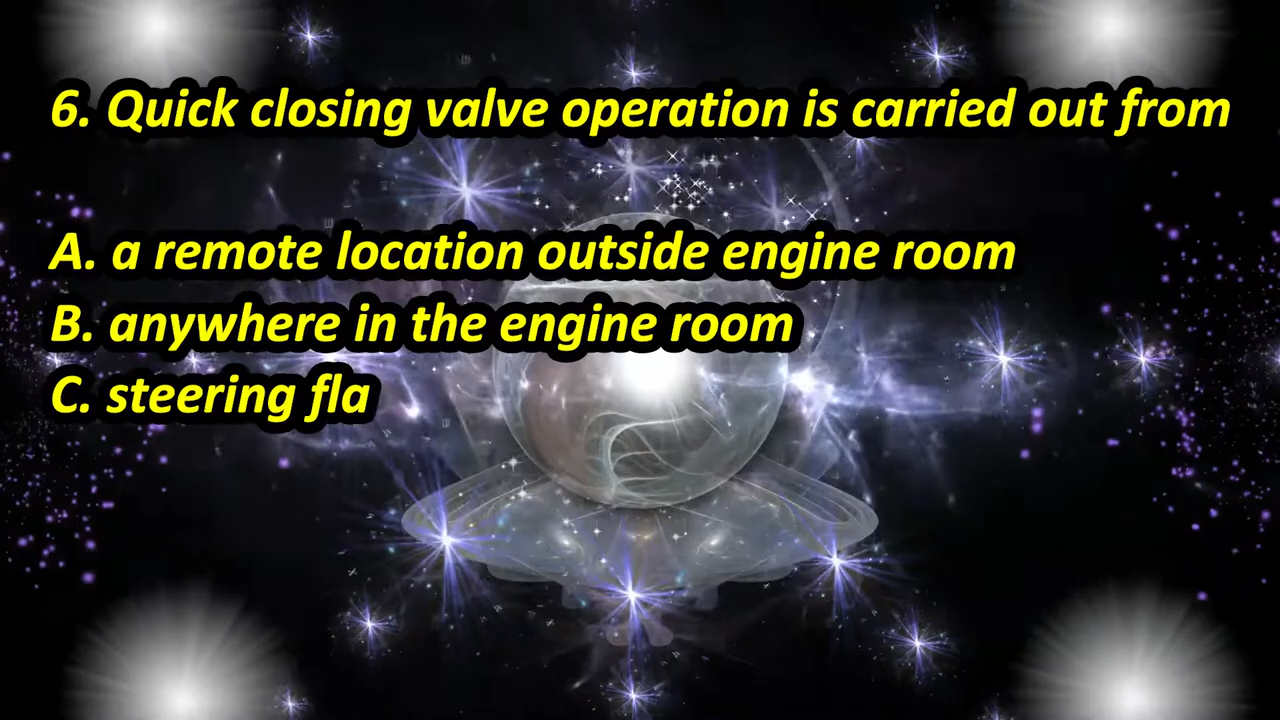 6. Quick closing valve operation is carried out from
A. a remote location outside engine room
B. anywhere in the engine room
C. steering fla